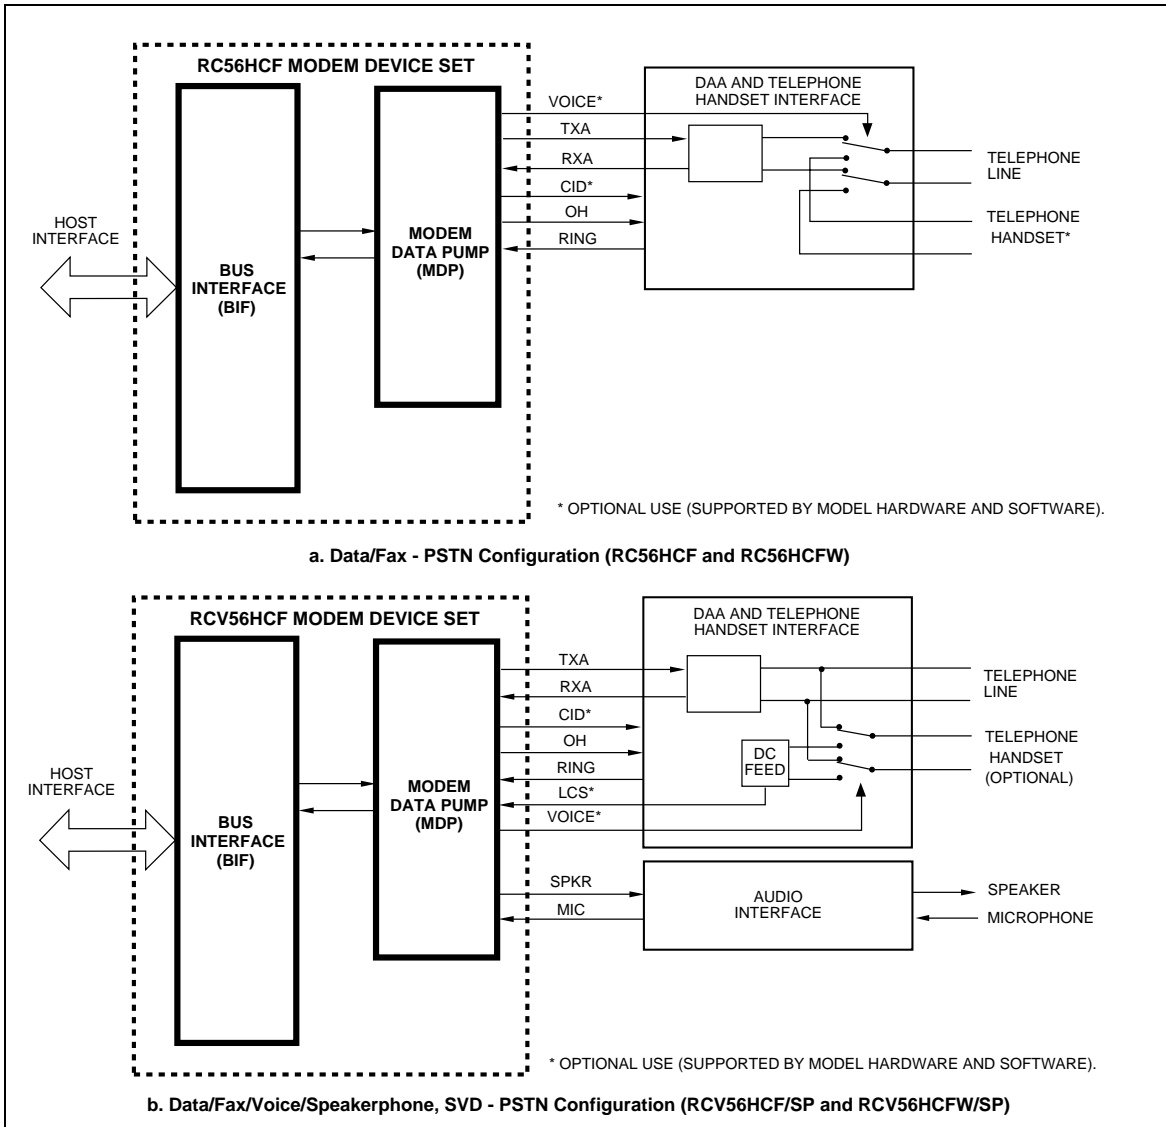 RC56HCF MODEM DEVICE SET
DAA AND TELEPHONE
HANDSET INTERFACE
VOICE*
TXA
RXA
CID*
OH
RING
TELEPHONE
LINE
TELEPHONE
HANDSET*
HOST
INTERFACE
BUS
INTERFACE
(BIF)
MODEM
DATA PUMP
(MDP)
* OPTIONAL USE (SUPPORTED BY MODEL HARDWARE AND SOFTWARE).
a. Data/Fax - PSTN Configuration (RC56HCF and RC56HCFW)
RCV56HCF MODEM DEVICE SET
DAA AND TELEPHONE
HANDSET INTERFACE
TXA
RXA
CID*
OH
RING
LCS*
VOICE*
DC
FEED
TELEPHONE
LINE
TELEPHONE
HANDSET
(OPTIONAL)
HOST
INTERFACE
BUS
INTERFACE
(BIF)
MODEM
DATA PUMP
(MDP)
SPKR
MIC
AUDIO
INTERFACE
SPEAKER
MICROPHONE
* OPTIONAL USE (SUPPORTED BY MODEL HARDWARE AND SOFTWARE).
b. Data/Fax/Voice/Speakerphone, SVD - PSTN Configuration (RCV56HCF/SP and RCV56HCFW/SP)